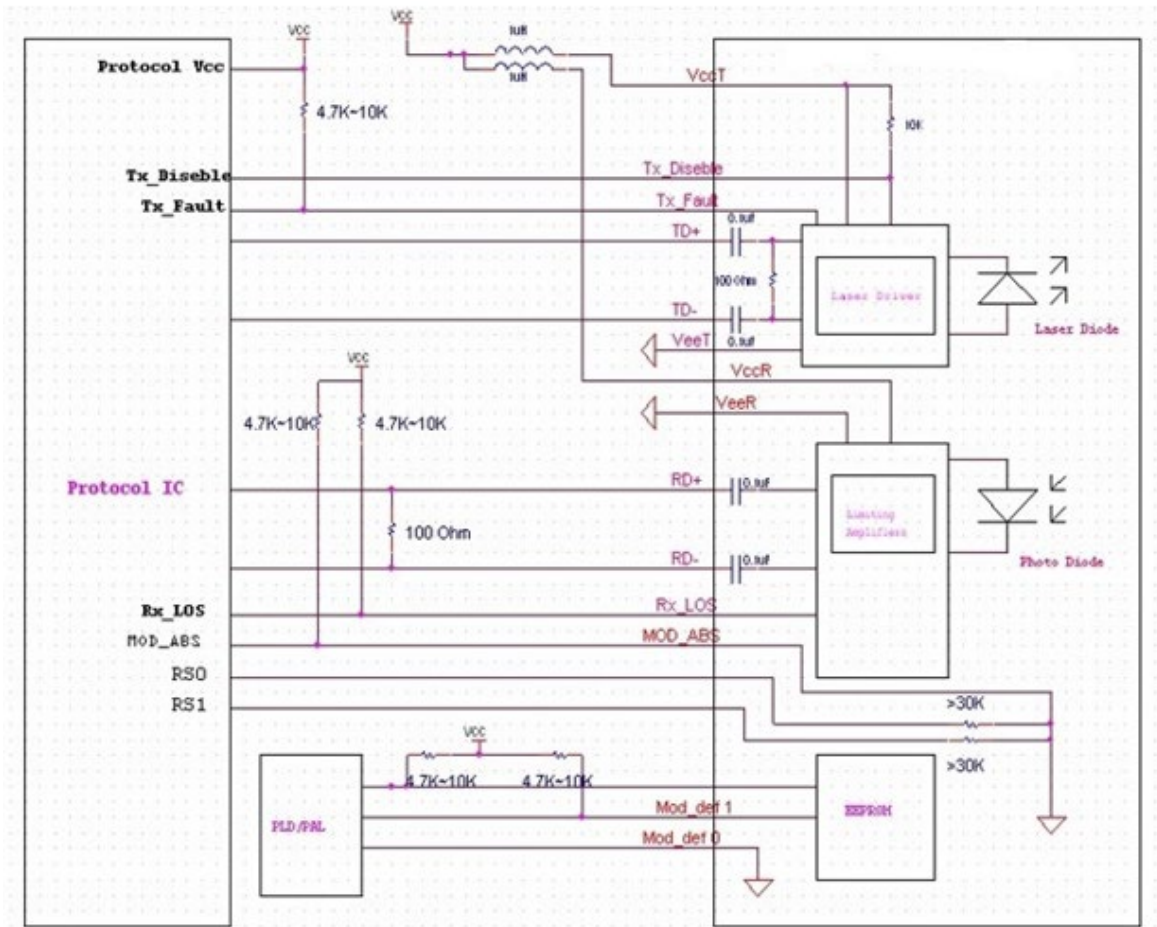 Vcc
Vcc
1uH
Protocol Vcc
1uH
VccT
4.7K~10K
10K
Tx_Diseble
Tx_Diseble
Tx_Fault
Tx_Fault
0.1uf
TD+
100 Ohms
Laser Driver
TD-
Laser Diode
VeeT
0.1uf
Vcc
VccR
VeeR
4.7K~10K
4.7K~10K
Protocol IC
RD+
0.1uf
Limiting
Amplifiers
100 Ohm
RD-
0.1uf
Photo Diode
Rx_LOS
Rx_LOS
MOD_ABS
MOD_ABS
RS0
RS1
>30K
Vcc
>30K
4.7K~10K
4.7K~10K
Mod_def 1
EEPROM
PLD/PAL
Mod_def 0